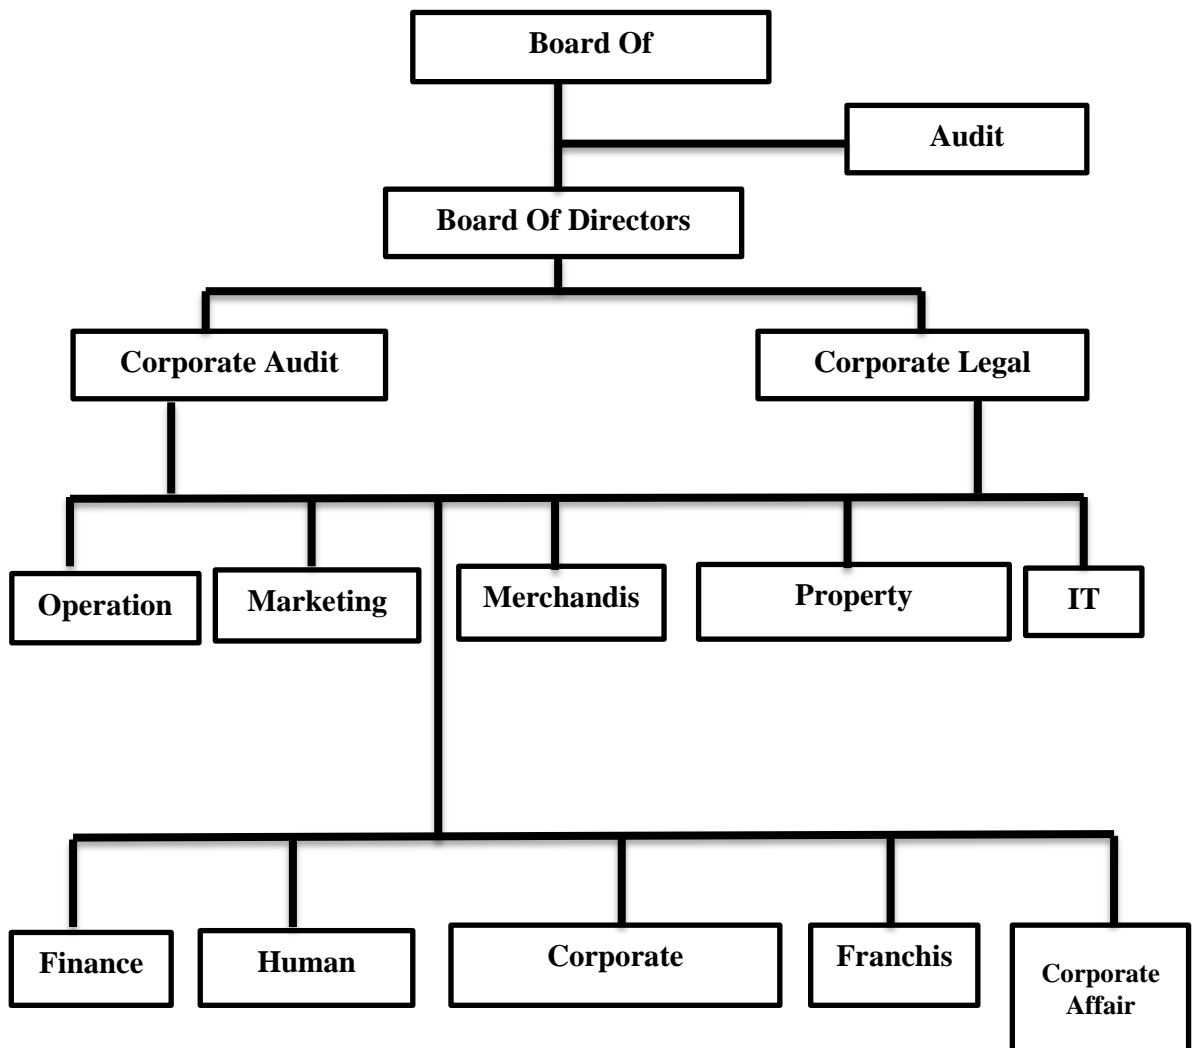 Board Of
Audit
Board Of Directors
Corporate Audit
Corporate Legal
Operation
Marketing
Merchandis
Property
IT
Finance
Human
Corporate
Franchis
Corporate
Affair